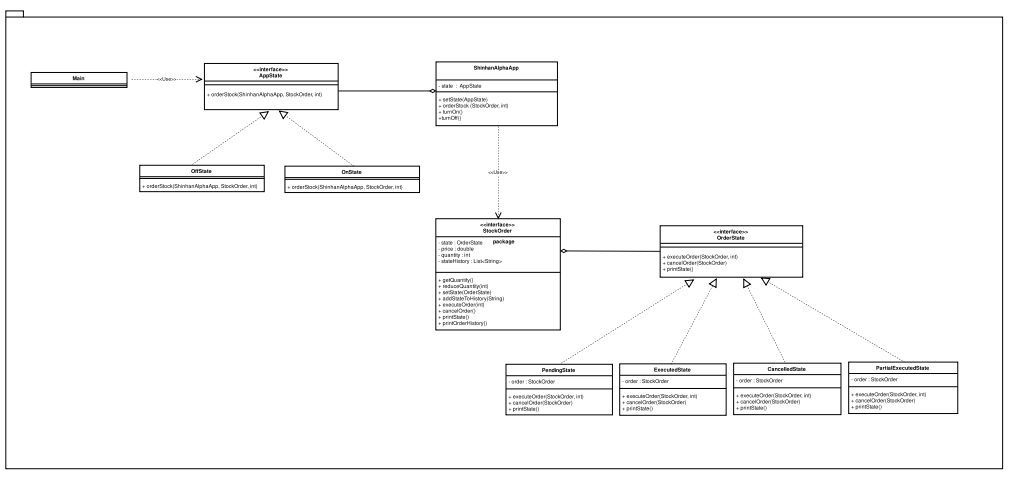 Main
<<Use>>
<<interface>>
AppState
+ orderStock(ShinhanAlphaApp, StockOrder, int)
ShinhanAlphaApp
- state : AppState
+ setState(AppState)
+ orderStock (StockOrder, int)
+ turnOn()
+turnOff()
OffState
+ orderStock(ShinhanAlphaApp, StockOrder, int)
OnState
+ orderStock(ShinhanAlphaApp, StockOrder, int)
<<Use>>
<<interface>>
StockOrder
package
- state : OrderState
- price : double
- quantity : int
- stateHistory : List<String>
+ getQuantity()
+ reduceQuantity(int)
+ setState(OrderState)
+ addStateToHistory(String)
+ executeOrder(int)
+ cancelOrder()
+ printState()
+ printOrderHistory()
<<interface>>
OrderState
+ executeOrder(StockOrder, int)
+ cancelOrder(StockOrder)
+ printState()
PendingState
- order : StockOrder
+ executeOrder(StockOrder, int)
+ cancelOrder(StockOrder)
+ printState()
ExecutedState
- order : StockOrder
+ executeOrder(StockOrder, int)
+ cancelOrder(StockOrder)
+ printState()
CancelledState
- order : StockOrder
+ executeOrder(StockOrder, int)
+ cancelOrder(StockOrder)
+ printState()
PartialExecutedState
- order : StockOrder
+ executeOrder(StockOrder, int)
+ cancelOrder(StockOrder)
+ printState()